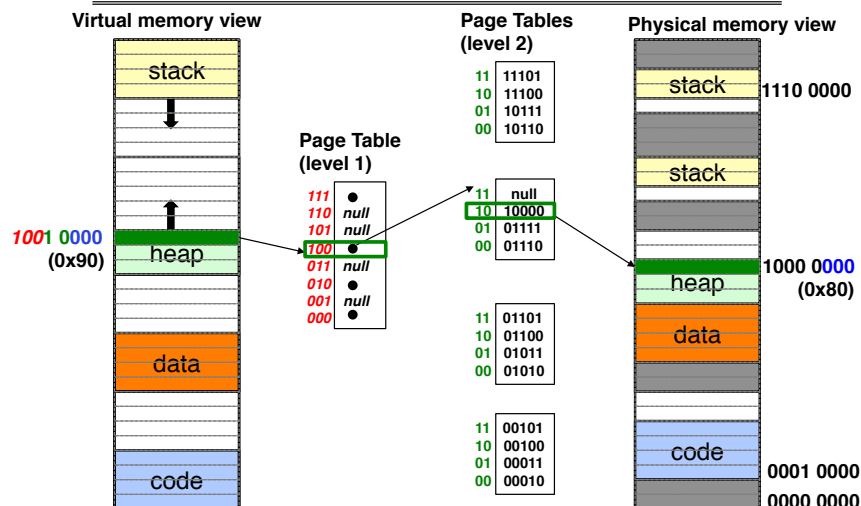 Virtual memory view
stack
1001 0000
(0x90)
heap
data
code
Page Table
(level 1)
111
110 null
101 null
100
011 null
010
001 null
000
Page Tables
(level 2)
11 11101
10 11100
01 10111
00 10110
11 null
10 10000
01 01111
00 01110
11 01101
10 01100
01 01011
00 01010
11 00101
10 00100
01 00011
00 00010
Physical memory view
stack
1110 0000
stack
1000 0000
(0x80)
heap
data
code
0001 0000
0000 0000